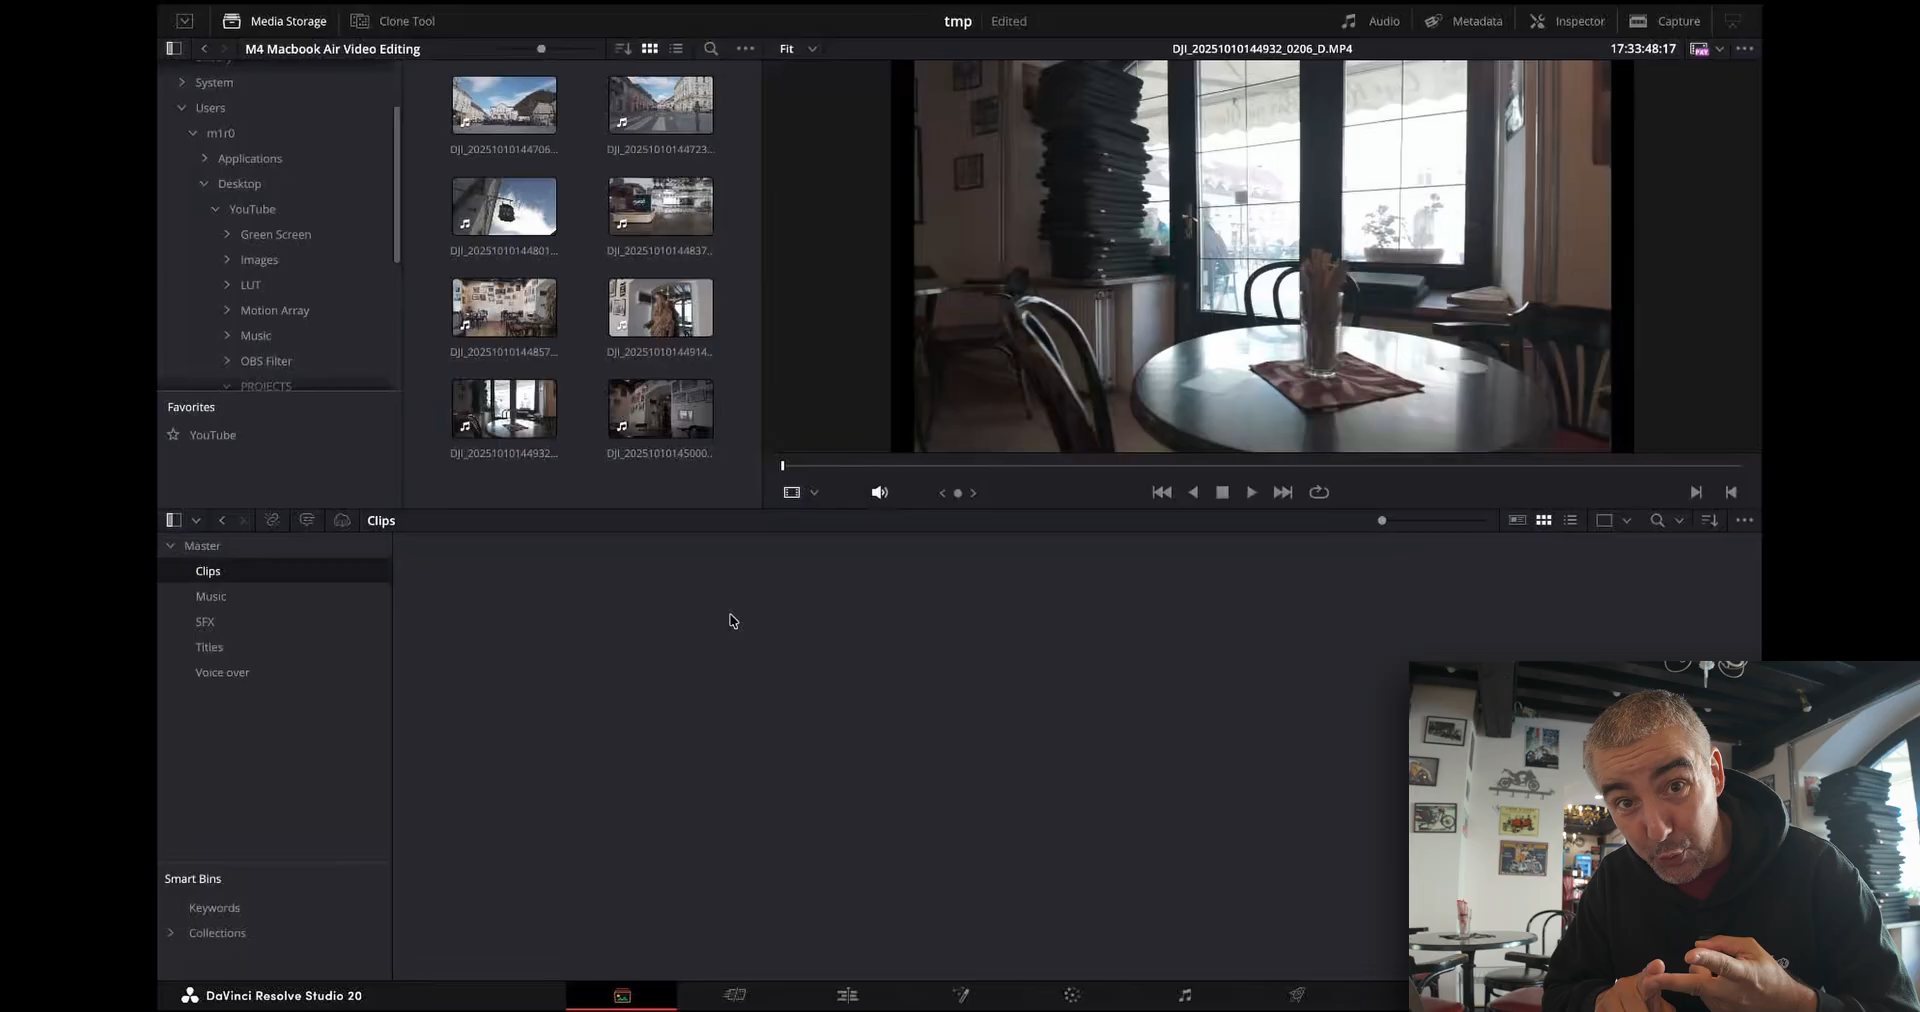 Media Storage
Clone Tool
tmp
Edited
Audio
Metadata
Inspector
Capture
M4 Macbook Air Video Editing
Fit
DJI_20251010144932_0206_D.MP4
17:33:48:17
System
Users
m1r0
Applications
Desktop
YouTube
Green Screen
Images
LUT
Motion Array
Music
OBS Filter
PROJECTS
DJI_20251010144706...
DJI_20251010144723...
DJI_20251010144801...
DJI_20251010144837...
DJI_20251010144857...
DJI_20251010144914...
DJI_20251010144932...
DJI_20251010145000...
Favorites
YouTube
Clips
Master
Clips
Music
SFX
Titles
Voice over
Smart Bins
Keywords
Collections
DaVinci Resolve Studio 20